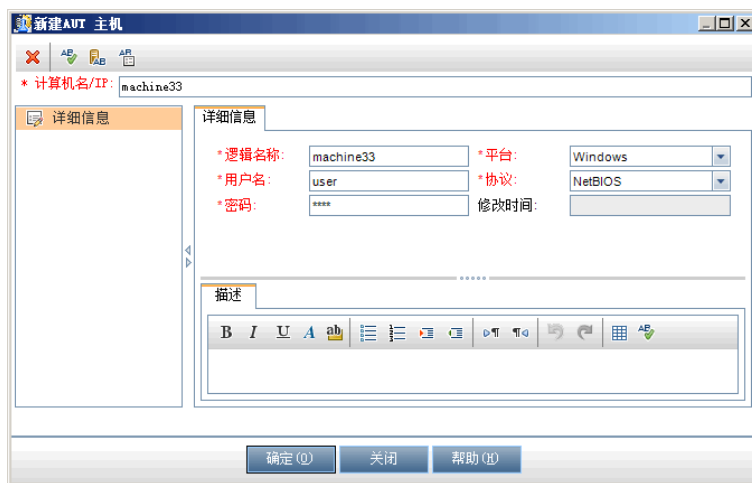 新建AUT 主机
* 计算机名/IP: machine33
详细信息
详细信息
*逻辑名称: machine33 *平台: Windows
*用户名: user *协议: NetBIOS
*密码: **** 修改时间:
描述
B I U A ab
确定(O) 关闭 帮助(H)